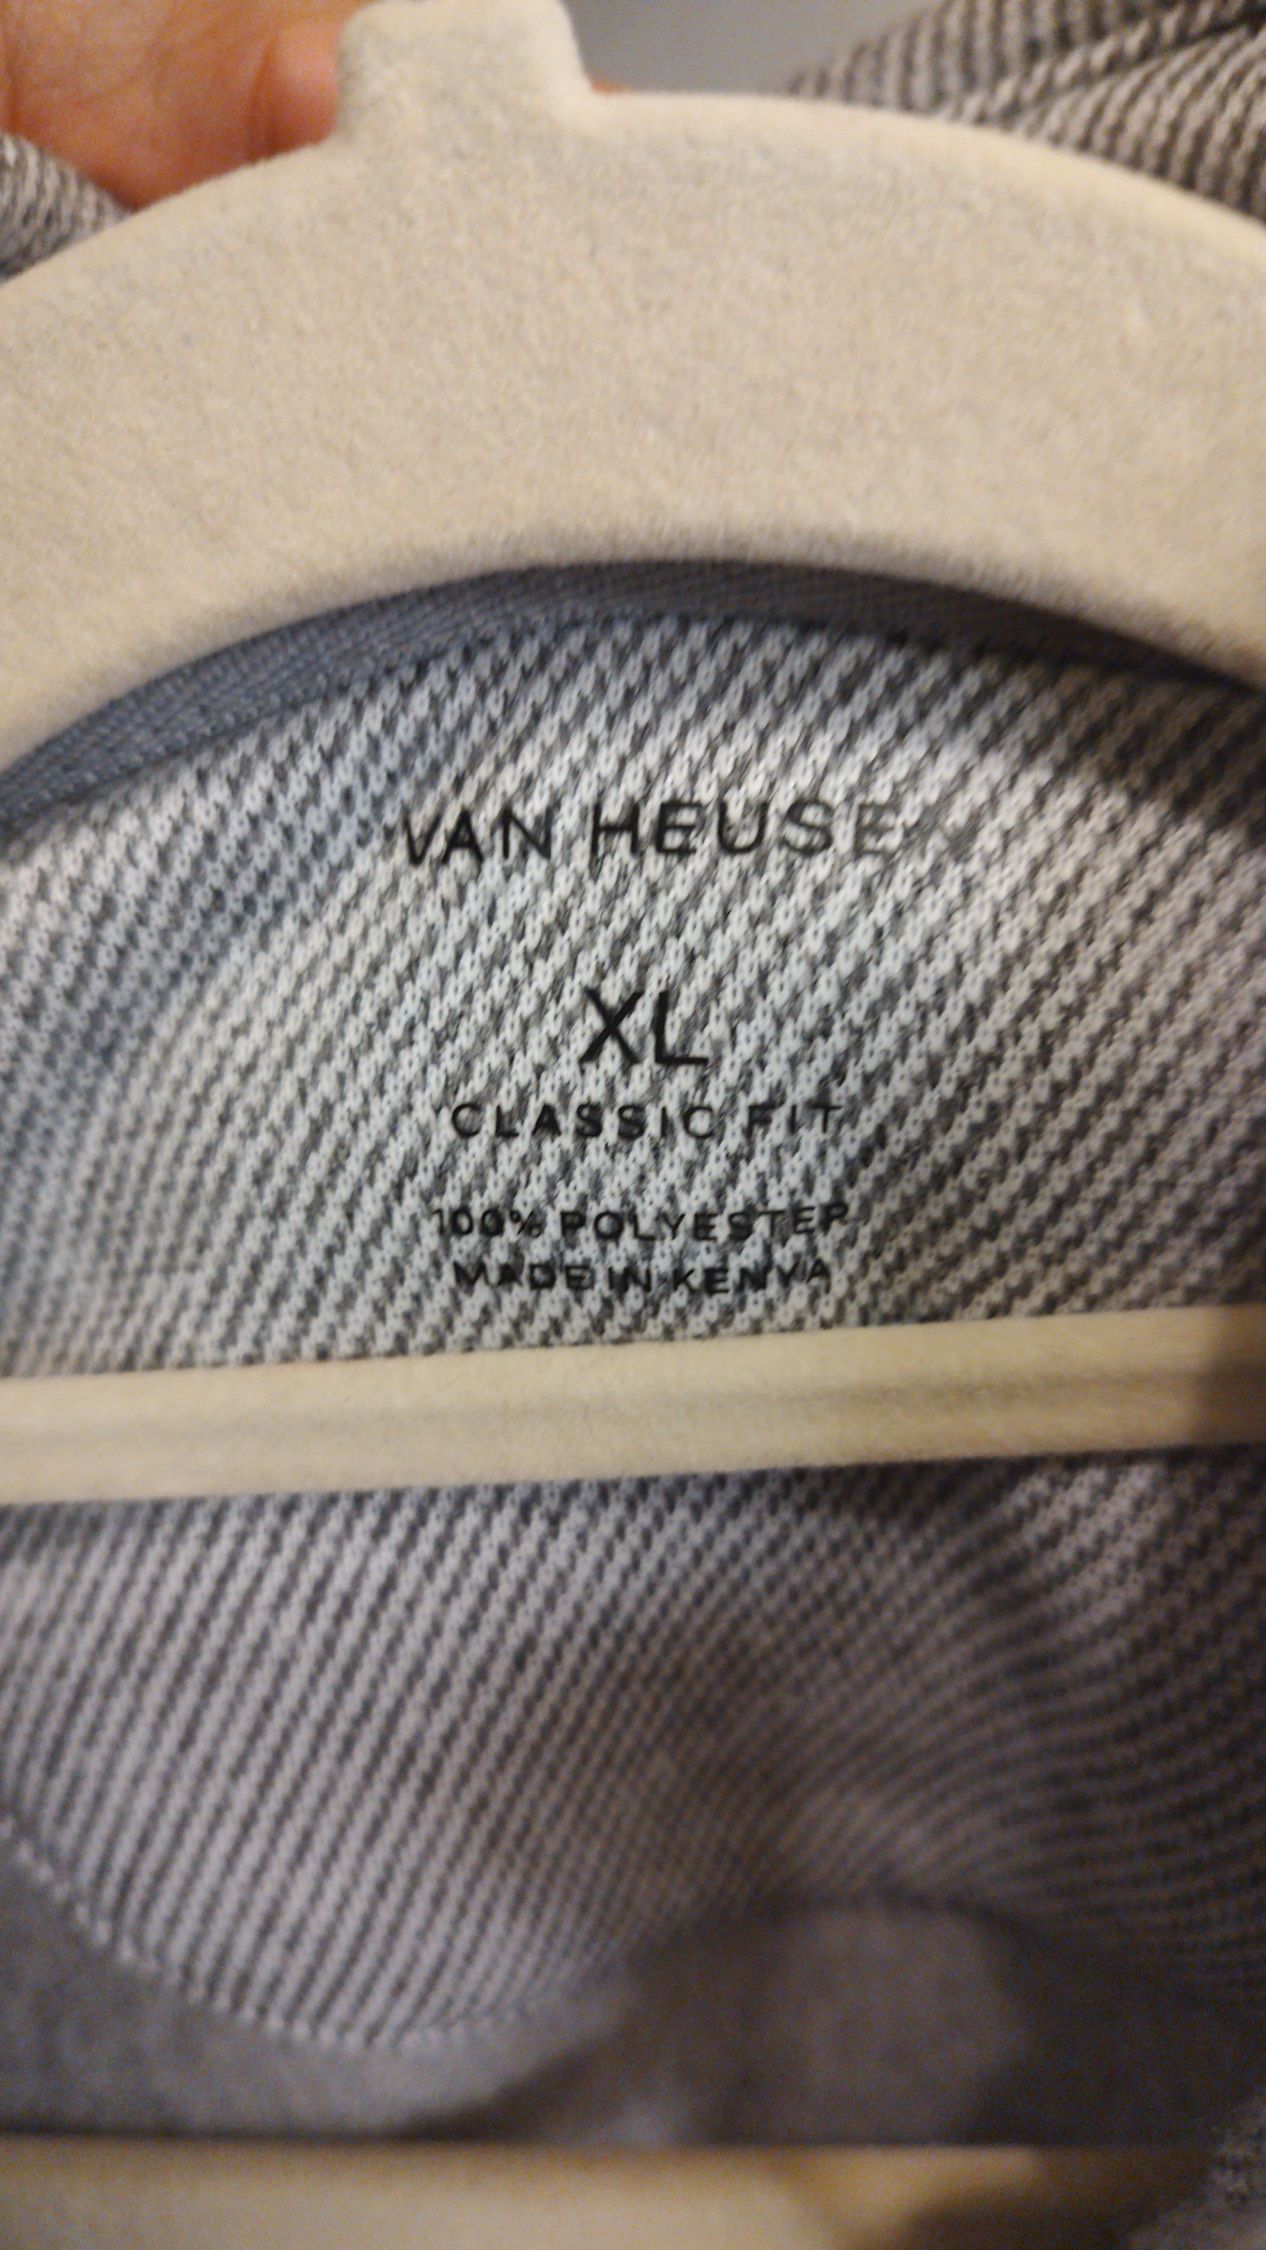 VAN HEUSE
XL
CLASSIC FIT
100% POLYESTER
MADE IN KENYA